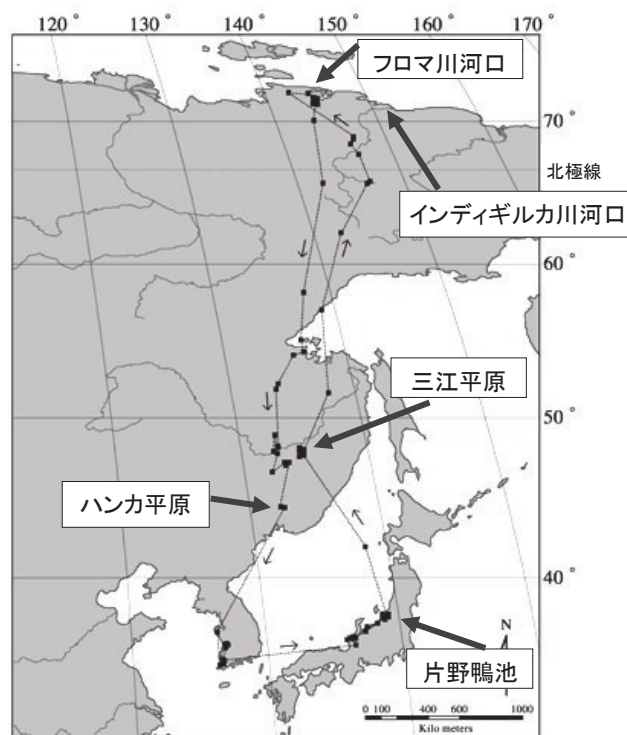 120° 130° 140° 150° 160° 170°
フロマ川河口
70°
北極線
インディギルカ川河口
60°
三江平原
50°
ハンカ平原
40°
片野鴨池
N
0 100 400 600 1000
Kilo meters